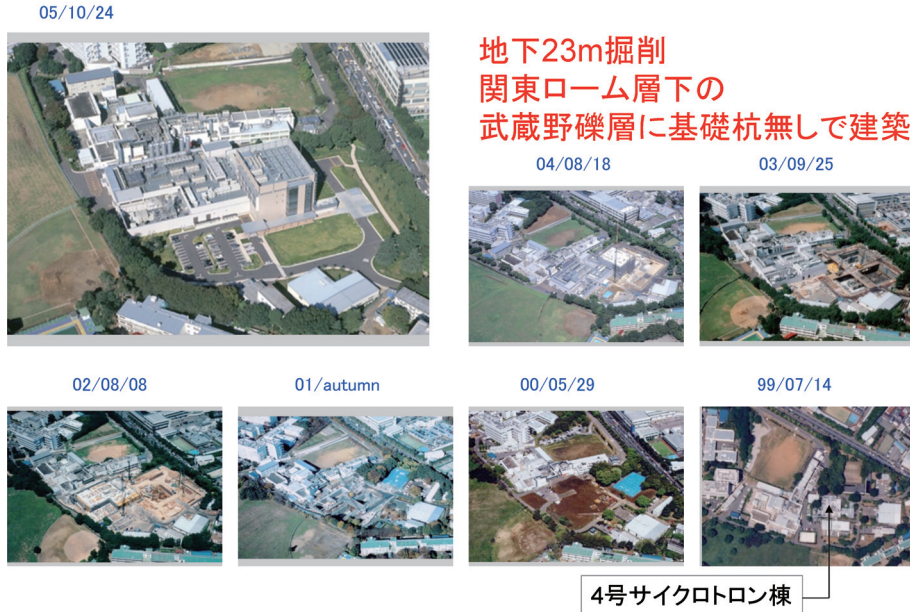 05/10/24
地下23m掘削
関東ローム層下の
武蔵野礫層に基礎杭無しで建築
04/08/18
03/09/25
02/08/08
01/autumn
00/05/29
99/07/14
4号サイクロトロン棟